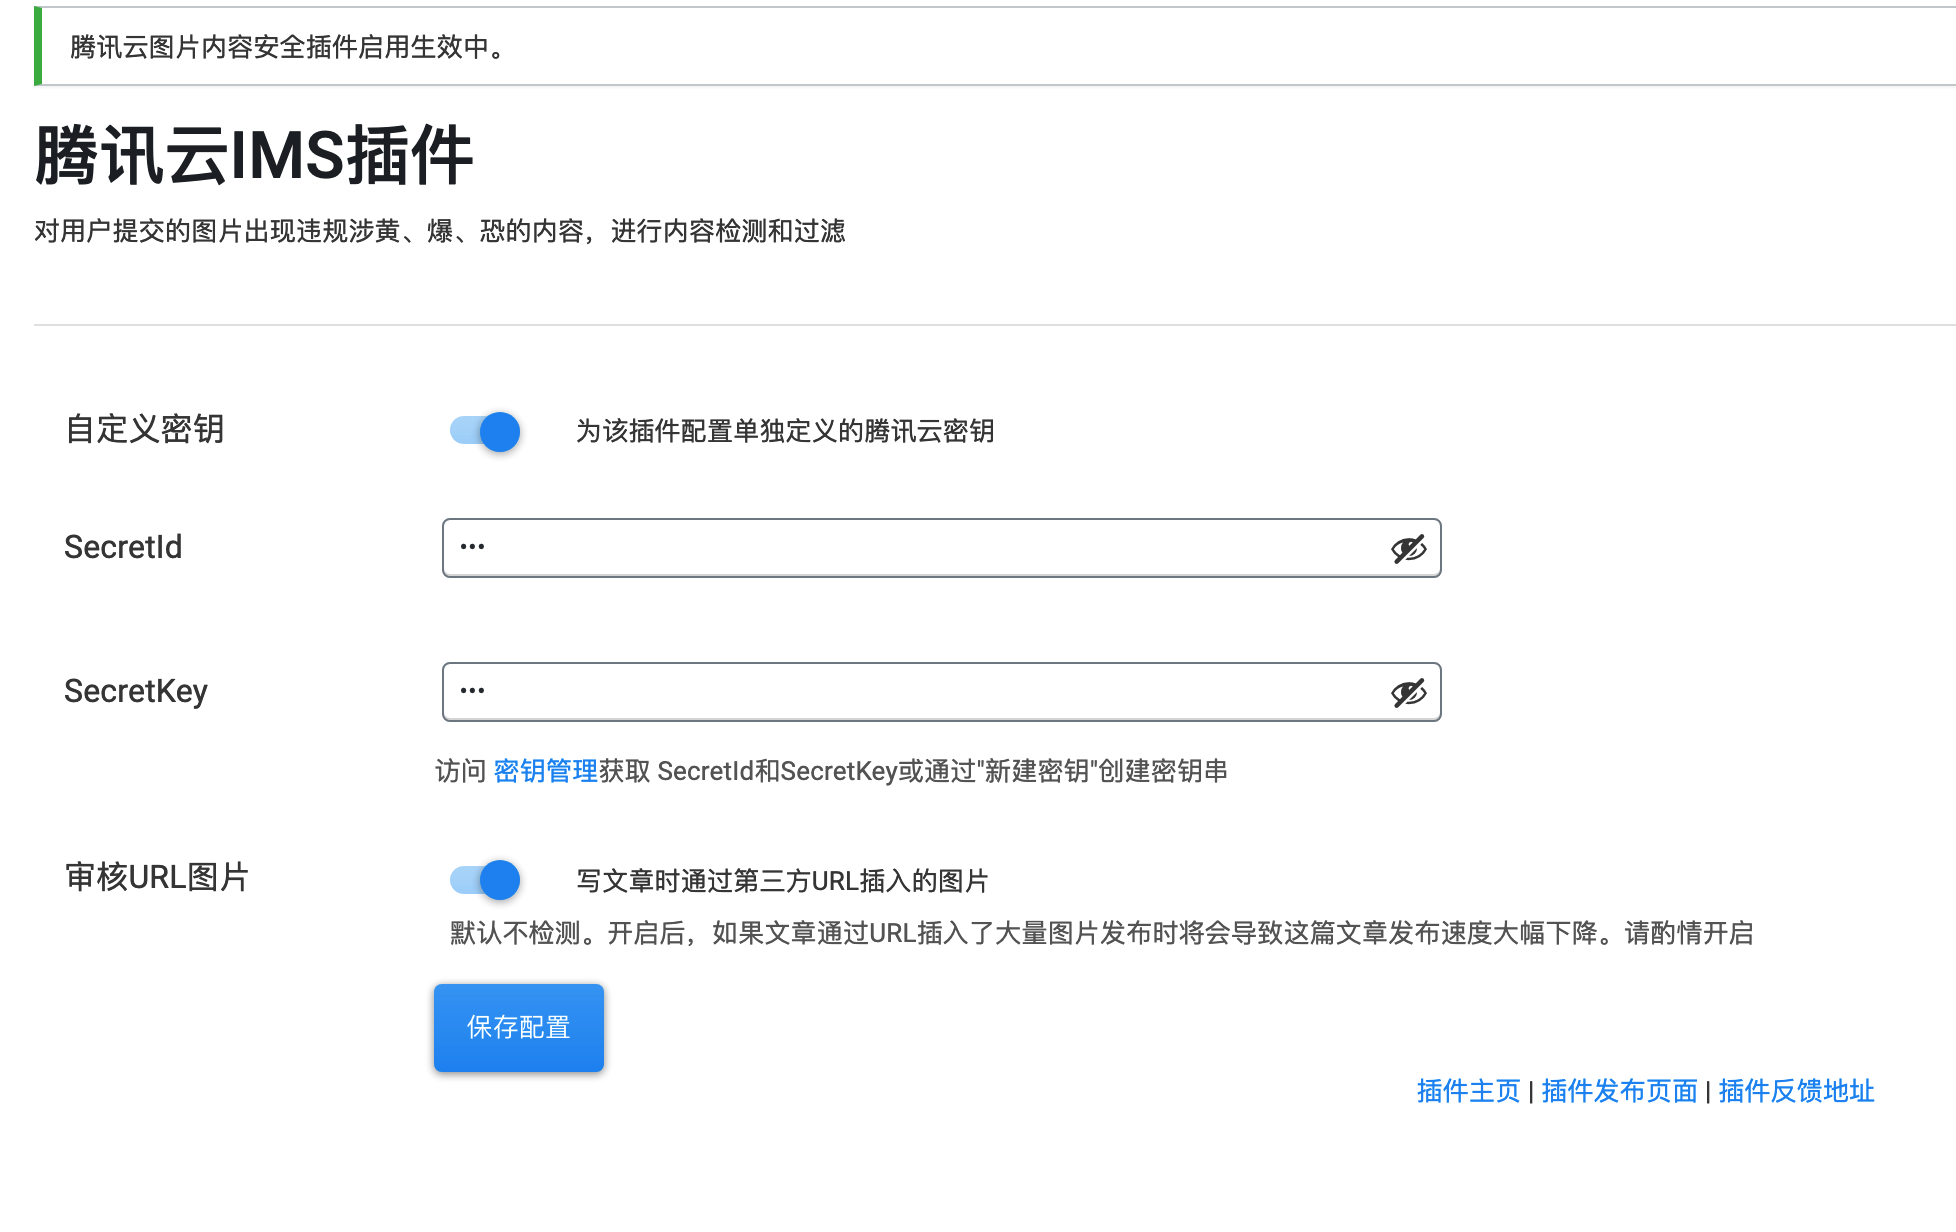 腾讯云图片内容安全插件启用生效中。
腾讯云IMS插件
对用户提交的图片出现违规涉黄、爆、恐的内容，进行内容检测和过滤
自定义密钥 为该插件配置单独定义的腾讯云密钥
SecretId •••
SecretKey •••
访问 密钥管理获取 SecretId和SecretKey或通过"新建密钥"创建密钥串
审核URL图片 写文章时通过第三方URL插入的图片
默认不检测。开启后，如果文章通过URL插入了大量图片发布时将会导致这篇文章发布速度大幅下降。请酌情开启
保存配置
插件主页 | 插件发布页面 | 插件反馈地址